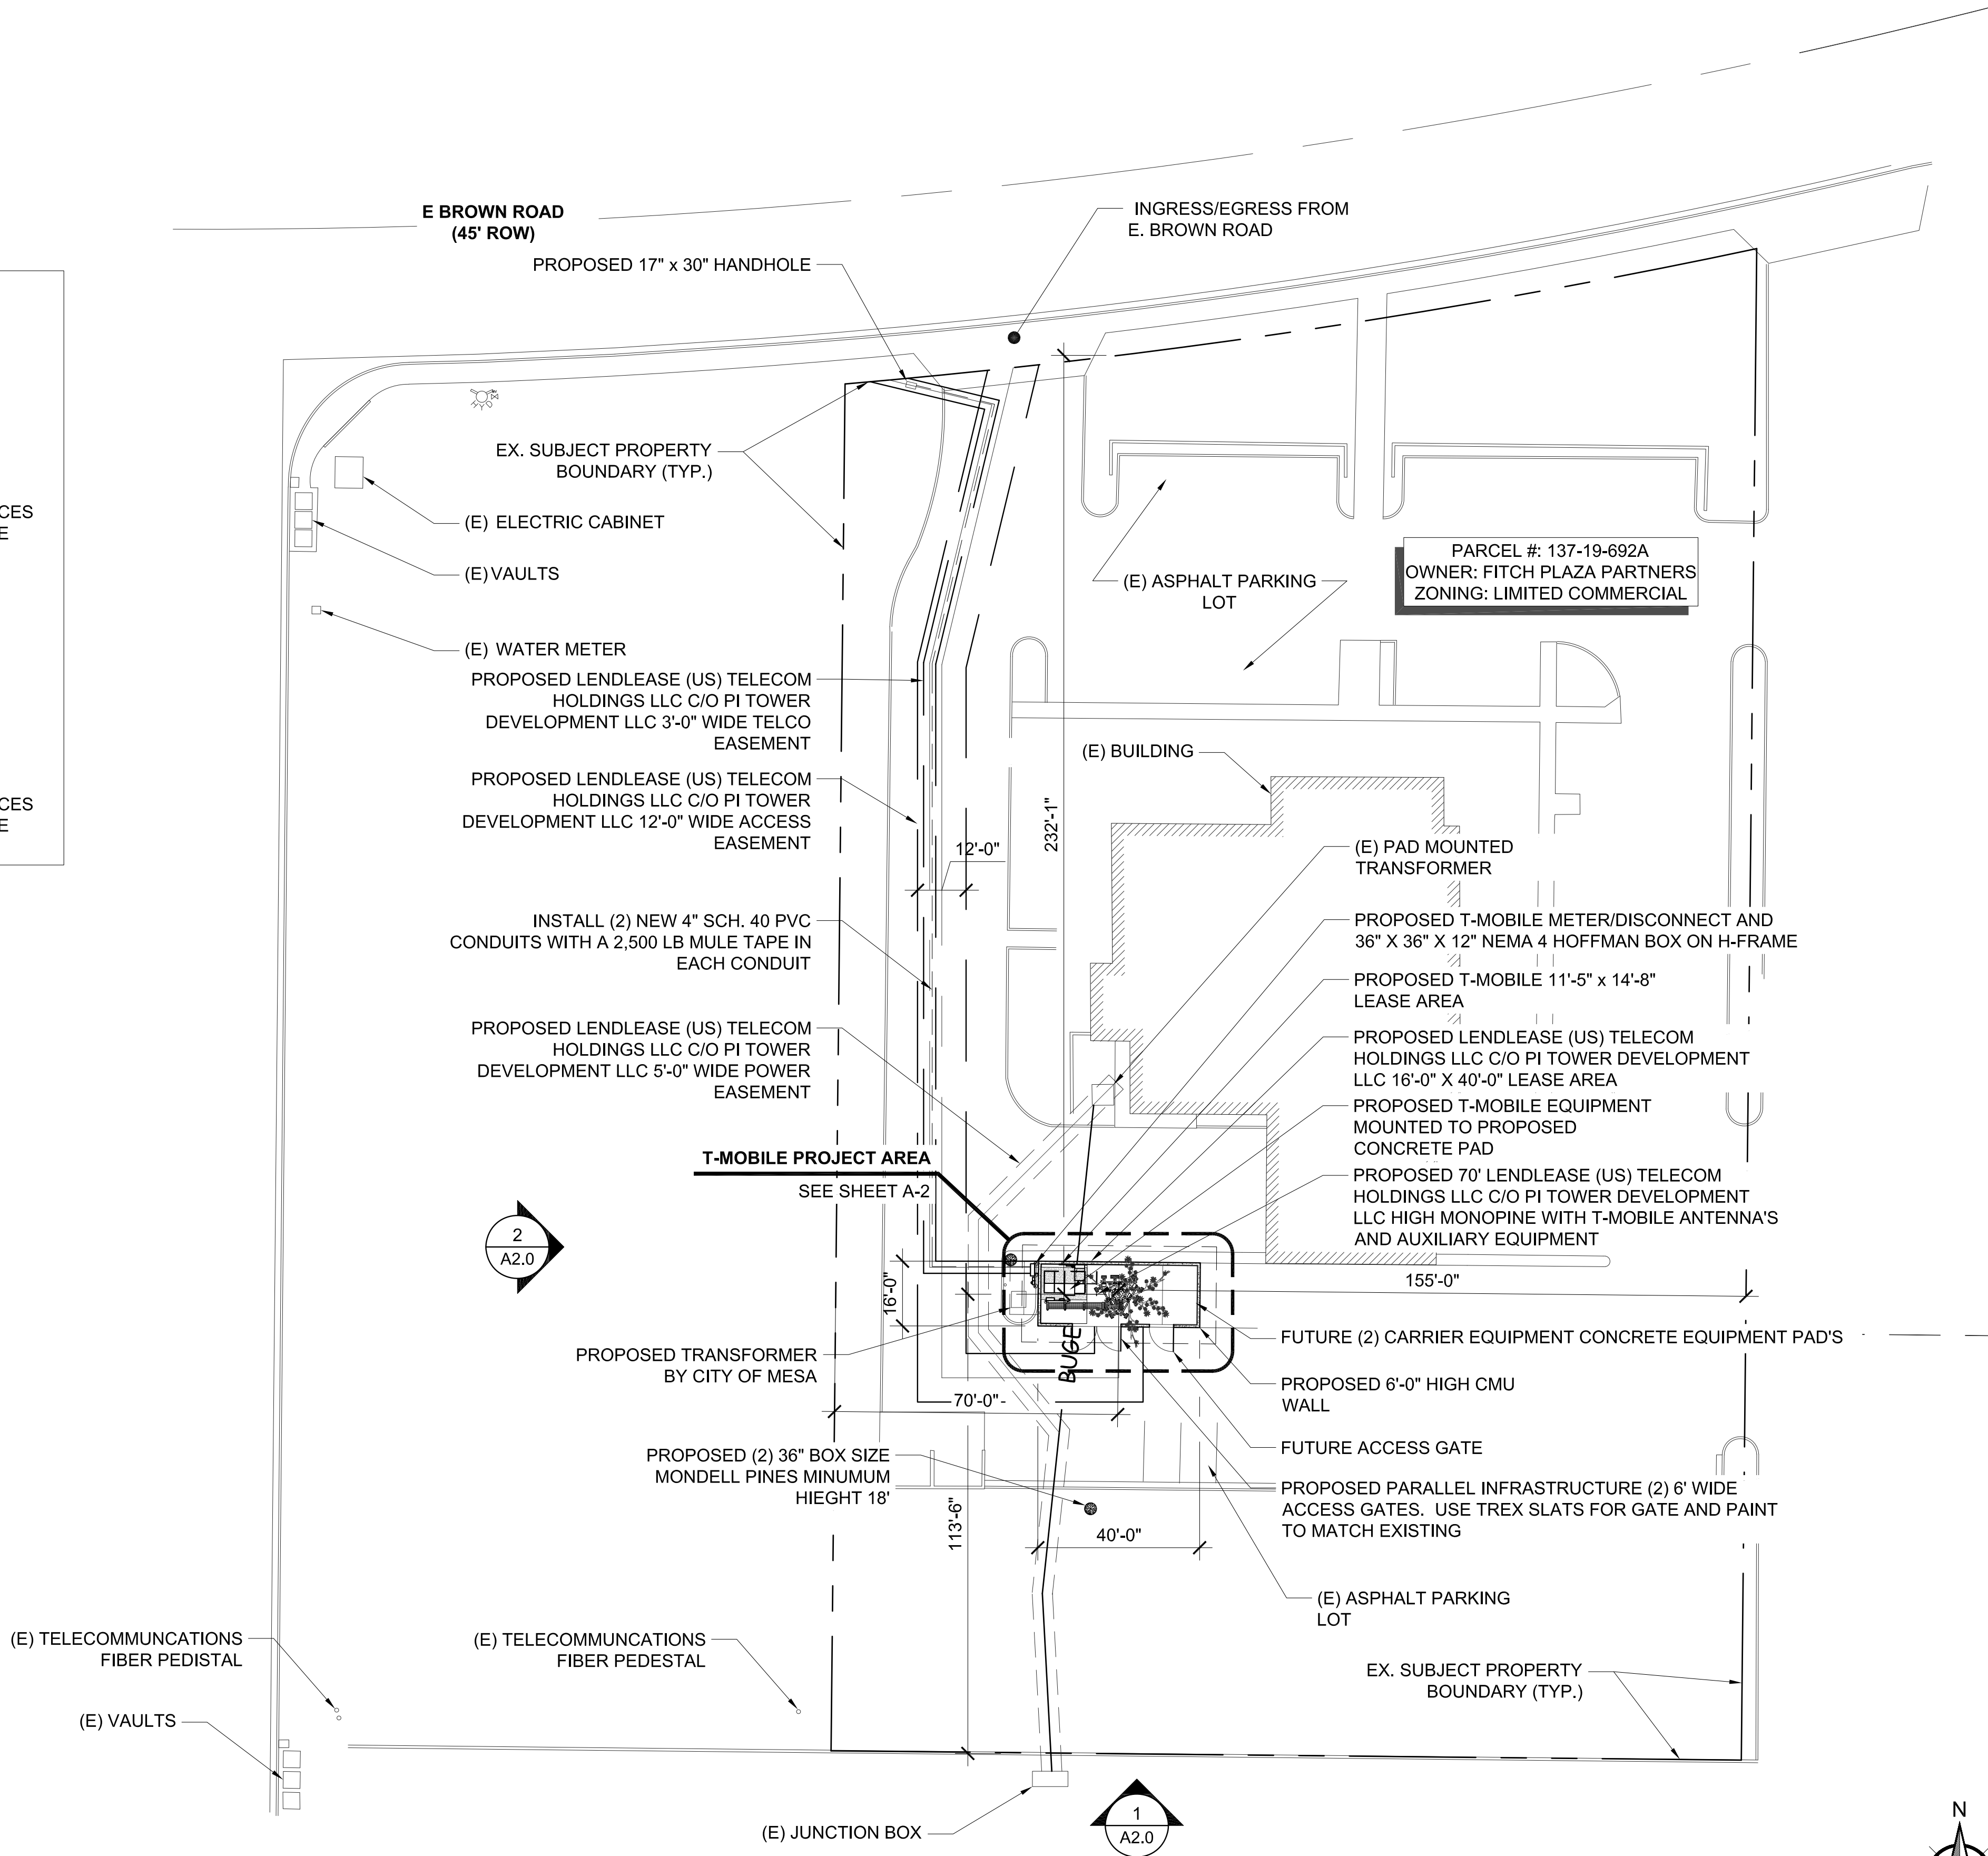 E BROWN ROAD
(45' ROW)
INGRESS/EGRESS FROM
E. BROWN ROAD
PROPOSED 17" x 30" HANDHOLE
CES
E
CES
E
EX. SUBJECT PROPERTY
BOUNDARY (TYP.)
(E) ELECTRIC CABINET
(E) VAULTS
(E) WATER METER
(E) ASPHALT PARKING
LOT
PARCEL #: 137-19-692A
OWNER: FITCH PLAZA PARTNERS
ZONING: LIMITED COMMERCIAL
PROPOSED LENDLEASE (US) TELECOM
HOLDINGS LLC C/O PI TOWER
DEVELOPMENT LLC 3'-0" WIDE TELCO
EASEMENT
PROPOSED LENDLEASE (US) TELECOM
HOLDINGS LLC C/O PI TOWER
DEVELOPMENT LLC 12'-0" WIDE ACCESS
EASEMENT
(E) BUILDING
232'-1"
12'-0"
INSTALL (2) NEW 4" SCH. 40 PVC
CONDUITS WITH A 2,500 LB MULE TAPE IN
EACH CONDUIT
PROPOSED LENDLEASE (US) TELECOM
HOLDINGS LLC C/O PI TOWER
DEVELOPMENT LLC 5'-0" WIDE POWER
EASEMENT
(E) PAD MOUNTED
TRANSFORMER
PROPOSED T-MOBILE METER/DISCONNECT AND
36" X 36" X 12" NEMA 4 HOFFMAN BOX ON H-FRAME
PROPOSED T-MOBILE 11'-5" x 14'-8"
LEASE AREA
PROPOSED LENDLEASE (US) TELECOM
HOLDINGS LLC C/O PI TOWER DEVELOPMENT
LLC 16'-0" X 40'-0" LEASE AREA
PROPOSED T-MOBILE EQUIPMENT
MOUNTED TO PROPOSED
CONCRETE PAD
PROPOSED 70' LENDLEASE (US) TELECOM
HOLDINGS LLC C/O PI TOWER DEVELOPMENT
LLC HIGH MONOPINE WITH T-MOBILE ANTENNA'S
AND AUXILIARY EQUIPMENT
T-MOBILE PROJECT AREA
SEE SHEET A-2
2
A2.0
16'-0"
155'-0"
PROPOSED TRANSFORMER
BY CITY OF MESA
70'-0"
FUTURE (2) CARRIER EQUIPMENT CONCRETE EQUIPMENT PAD'S
PROPOSED 6'-0" HIGH CMU
WALL
FUTURE ACCESS GATE
PROPOSED PARALLEL INFRASTRUCTURE (2) 6' WIDE
ACCESS GATES. USE TREX SLATS FOR GATE AND PAINT
TO MATCH EXISTING
PROPOSED (2) 36" BOX SIZE
MONDELL PINES MINUMUM
HIEGHT 18'
113'-6"
40'-0"
(E) ASPHALT PARKING
LOT
(E) TELECOMMUNCATIONS
FIBER PEDISTAL
(E) TELECOMMUNCATIONS
FIBER PEDESTAL
EX. SUBJECT PROPERTY
BOUNDARY (TYP.)
(E) VAULTS
(E) JUNCTION BOX
1
A2.0
N